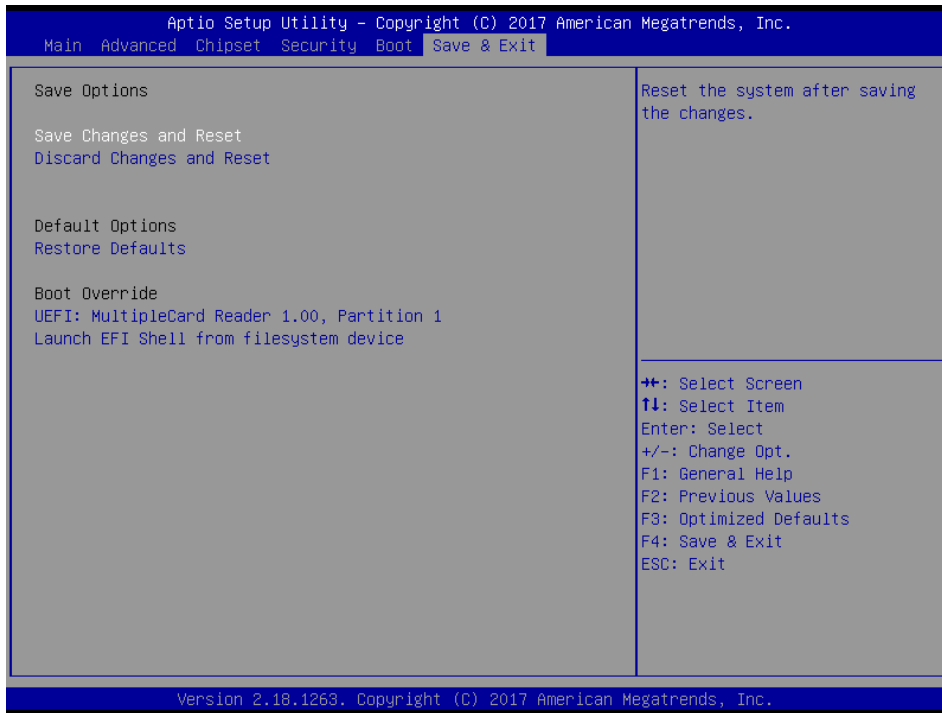 Aptio Setup Utility – Copyright (C) 2017 American Megatrends, Inc.
Main Advanced Chipset Security Boot Save & Exit
Save Options
Save Changes and Reset
Discard Changes and Reset
Default Options
Restore Defaults
Boot Override
UEFI: MultipleCard Reader 1.00, Partition 1
Launch EFI Shell from filesystem device
Reset the system after saving
the changes.
→←: Select Screen
↑↓: Select Item
Enter: Select
+/-: Change Opt.
F1: General Help
F2: Previous Values
F3: Optimized Defaults
F4: Save & Exit
ESC: Exit
Version 2.18.1263. Copyright (C) 2017 American Megatrends, Inc.